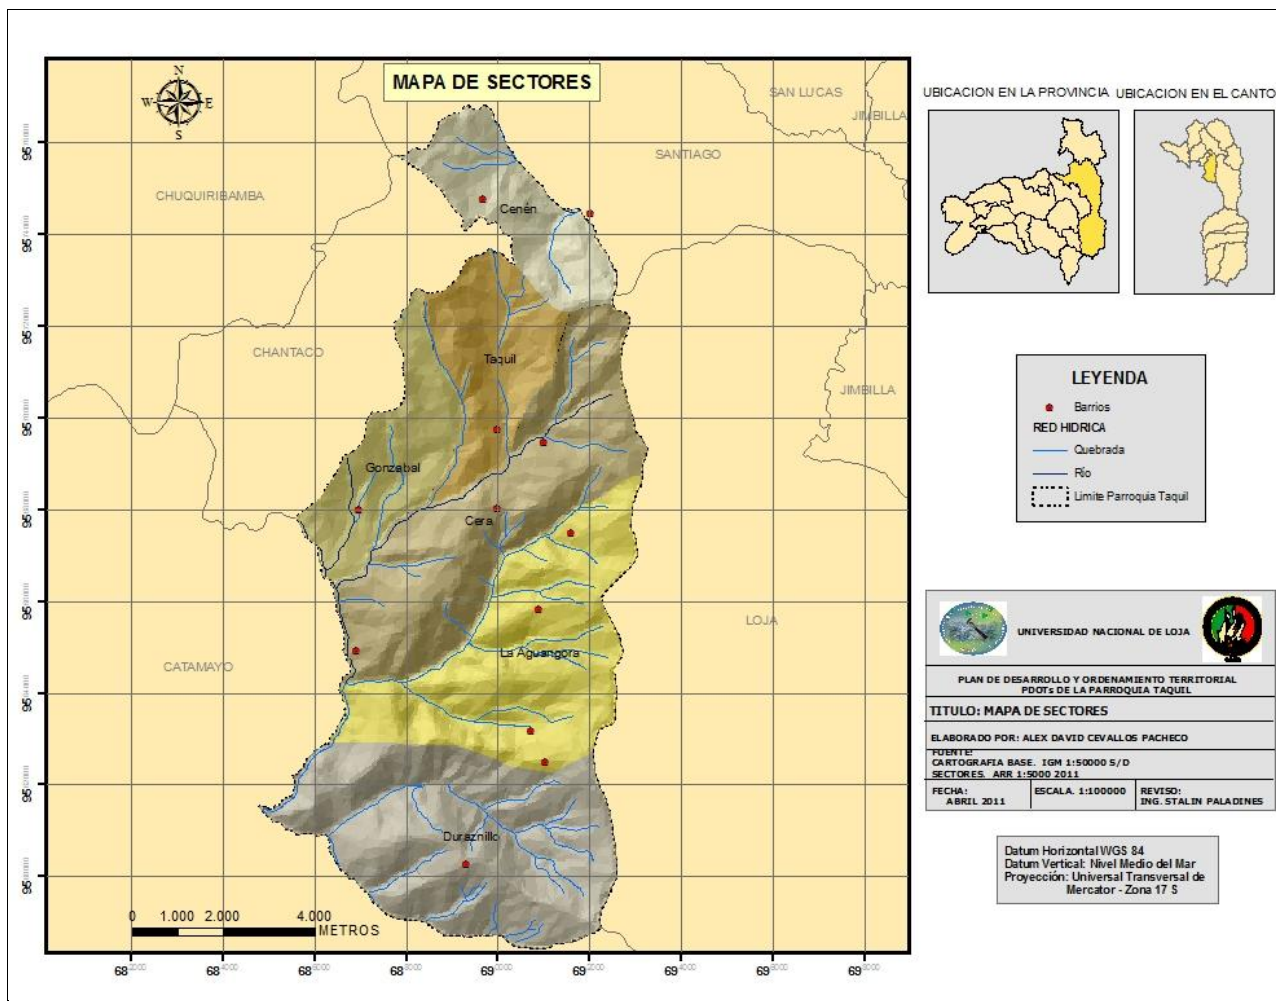 MAPA DE SECTORES
N
W
E
S
SAN LUCAS
JIMBILLA
SANTIAGO
CHUQUIRIBAMBA
Cenén
CHANTACO
Taquil
JIMBILLA
Gonzabal
Cera
LOJA
La Aguangora
CATAMAYO
Duraznillo
0 1.000 2.000 4.000
METROS
UBICACION EN LA PROVINCIA
UBICACION EN EL CANTO
LEYENDA
Barrios
RED HIDRICA
Quebrada
Río
Limite Parroquia Taquil
UNIVERSIDAD NACIONAL DE LOJA
PLAN DE DESARROLLO Y ORDENAMIENTO TERRITORIAL
PDOTs DE LA PARROQUIA TAQUIL
TITULO: MAPA DE SECTORES
ELABORADO POR: ALEX DAVID CEVALLOS PACHECO
FUENTE:
CARTOGRAFIA BASE. IGM 1:50000 S/D
SECTORES. ARR 1:5000 2011
FECHA:
ABRIL 2011
ESCALA. 1:100000
REVISO:
ING. STALIN PALADINES
Datum Horizontal WGS 84
Datum Vertical: Nivel Medio del Mar
Proyección: Universal Transversal de
Mercator - Zona 17 S